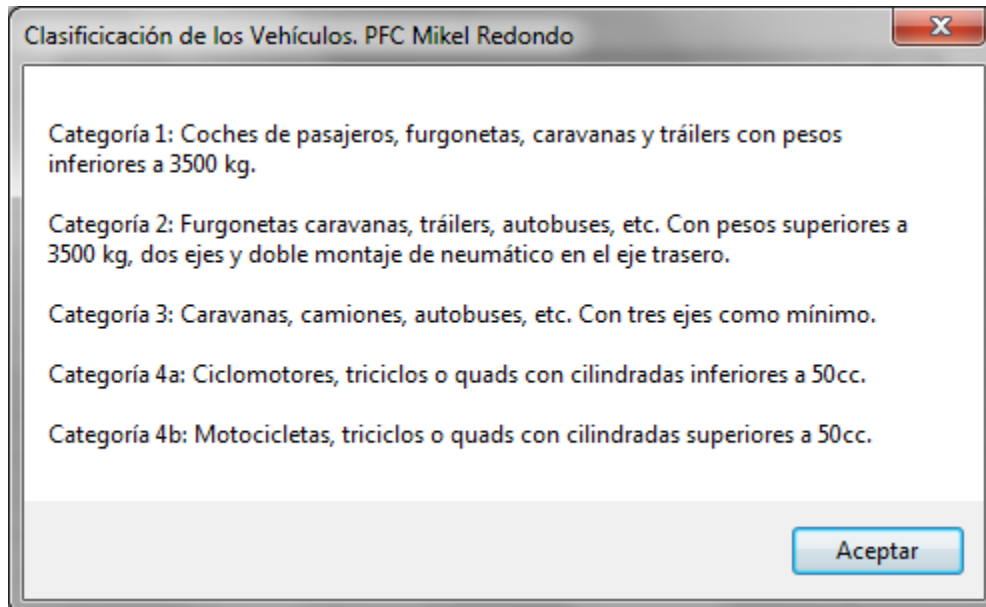 Clasificicación de los Vehículos. PFC Mikel Redondo
Categoría 1: Coches de pasajeros, furgonetas, caravanas y tráilers con pesos
inferiores a 3500 kg.
Categoría 2: Furgonetas caravanas, tráilers, autobuses, etc. Con pesos superiores a
3500 kg, dos ejes y doble montaje de neumático en el eje trasero.
Categoría 3: Caravanas, camiones, autobuses, etc. Con tres ejes como mínimo.
Categoría 4a: Ciclomotores, triciclos o quads con cilindradas inferiores a 50cc.
Categoría 4b: Motocicletas, triciclos o quads con cilindradas superiores a 50cc.
Aceptar